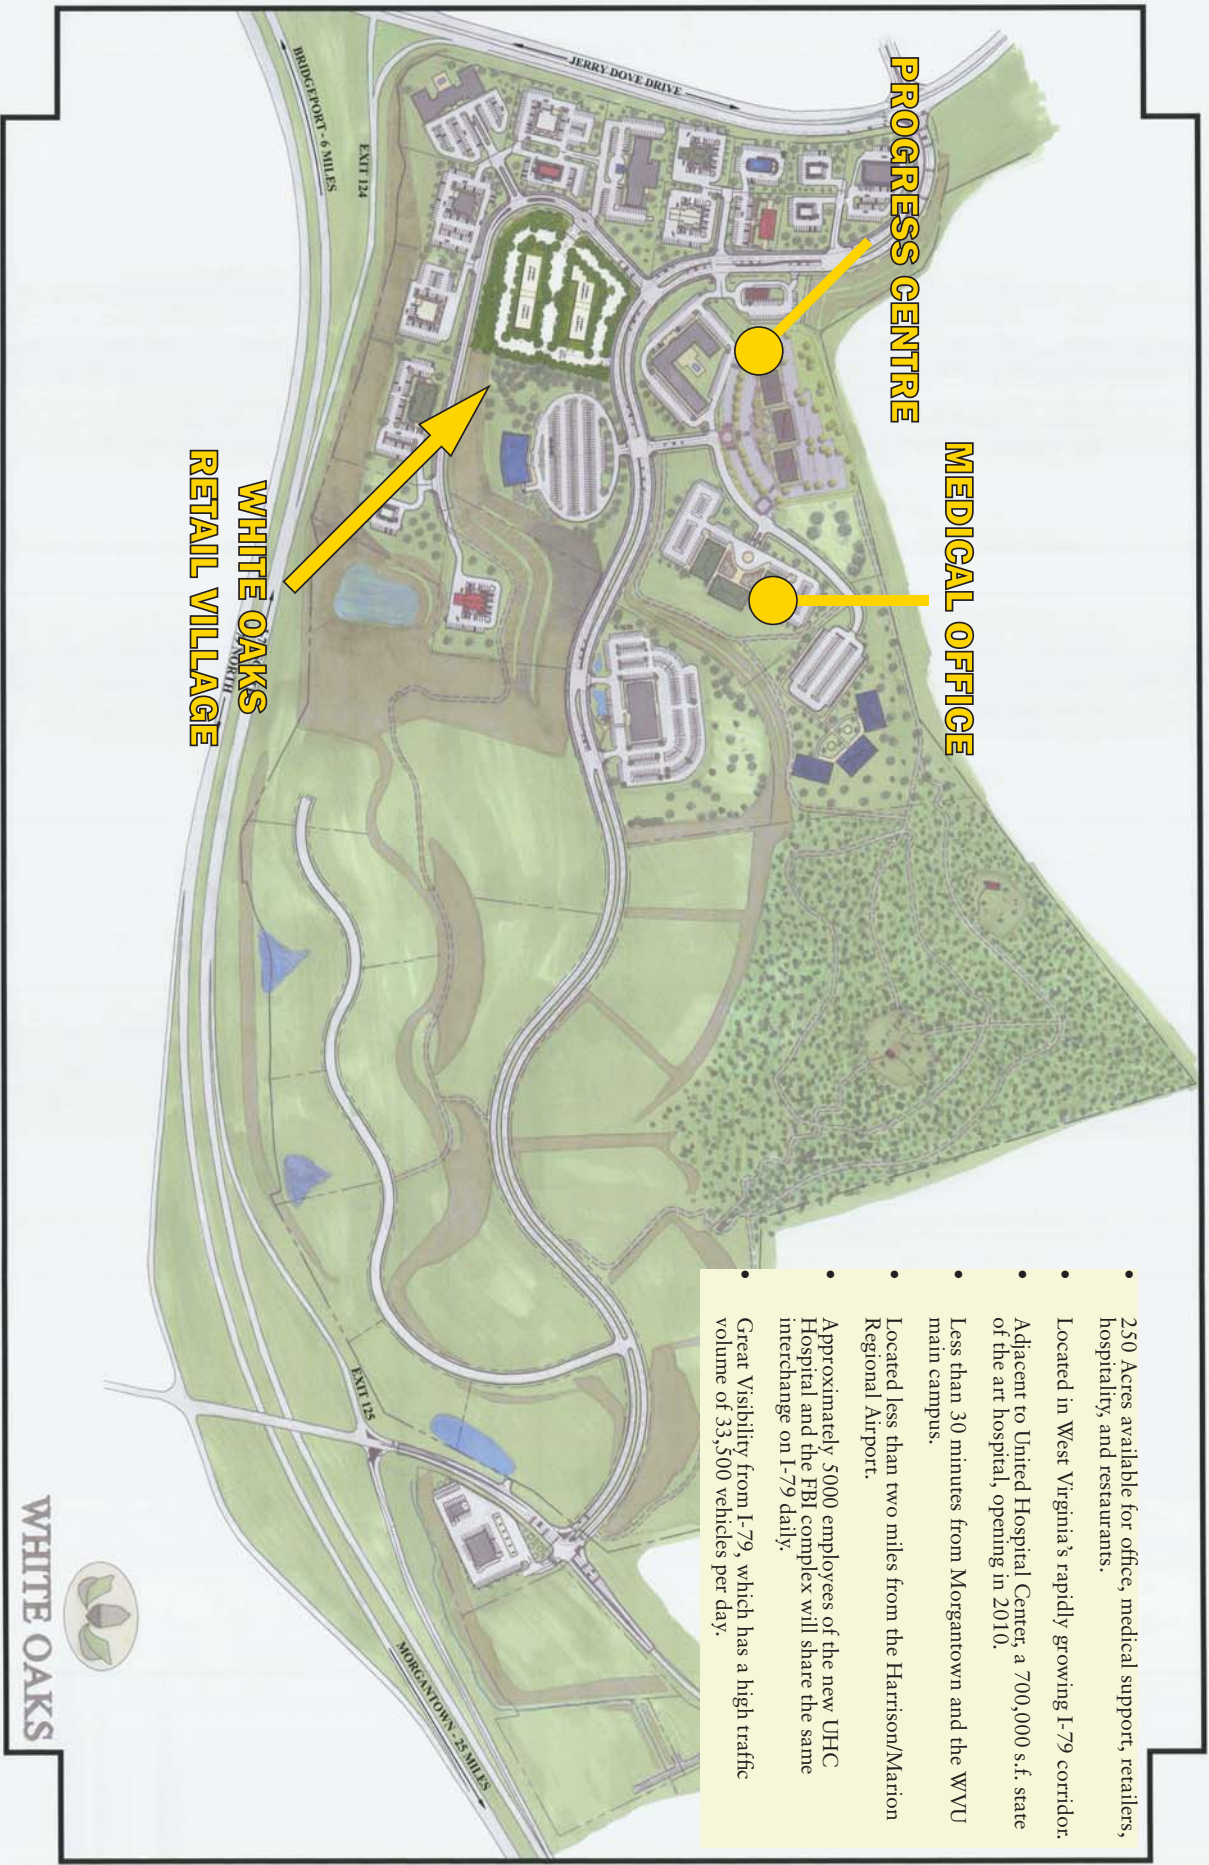 JERRY DOVE DRIVE
BRIDGEPORT - 6 MILES
EXIT 124
PROGRESS CENTRE
MEDICAL OFFICE
WHITE OAKS
RETAIL VILLAGE
NORTH
• 250 Acres available for office, medical support, retailers,
hospitality, and restaurants.
• Located in West Virginia's rapidly growing I-79 corridor.
• Adjacent to United Hospital Center, a 700,000 s.f. state
of the art hospital, opening in 2010.
• Less than 30 minutes from Morgantown and the WVU
main campus.
• Located less than two miles from the Harrison/Marion
Regional Airport.
• Approximately 5000 employees of the new UHC
Hospital and the FBI complex will share the same
interchange on I-79 daily.
• Great Visibility from I-79, which has a high traffic
volume of 33,500 vehicles per day.
EXIT 125
MORGANTOWN - 25 MILES
WHITE OAKS